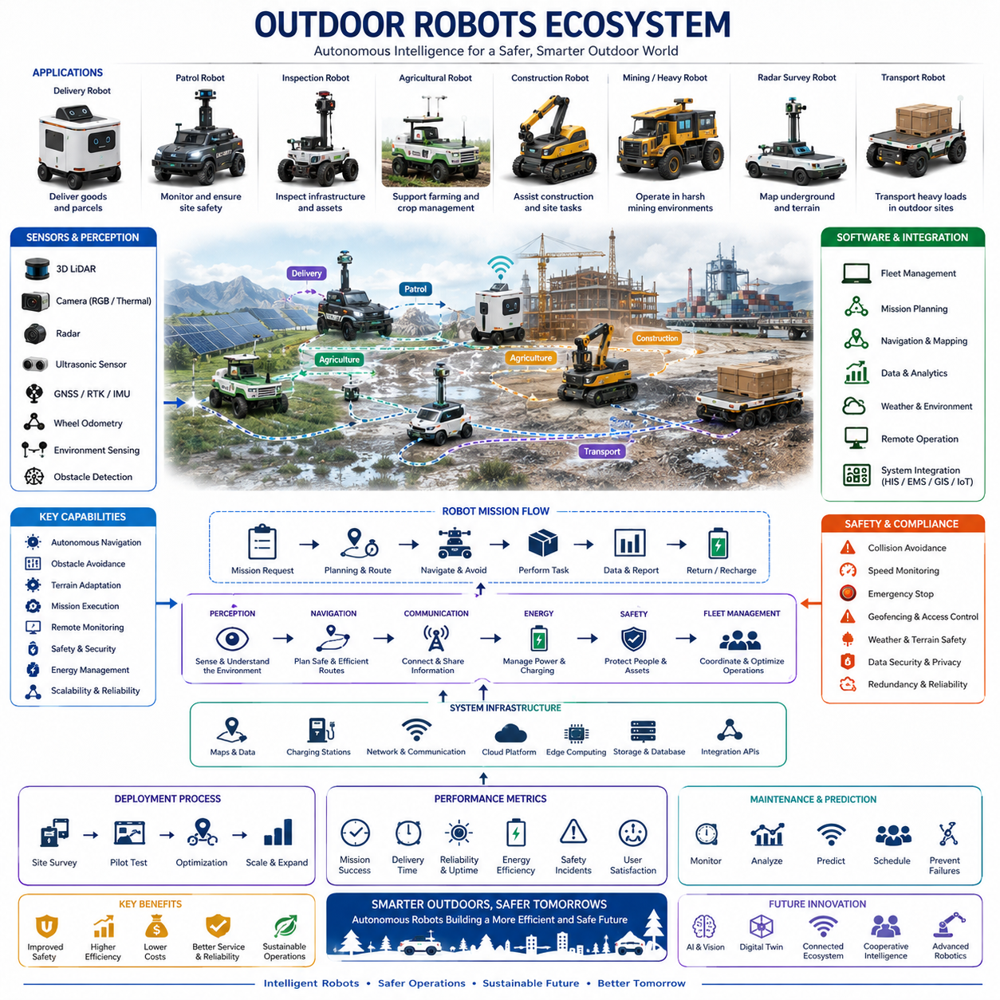 OUTDOOR ROBOTS ECOSYSTEM
Autonomous Intelligence for a Safer, Smarter Outdoor World
APPLICATIONS
Delivery Robot
Patrol Robot
Inspection Robot
Agricultural Robot
Construction Robot
Mining / Heavy Robot
Radar Survey Robot
Transport Robot
Deliver goods
and parcels
Monitor and ensure
site safety
Inspect infrastructure
and assets
Support farming and
crop management
Assist construction
and site tasks
Operate in harsh
mining environments
Map underground
and terrain
Transport heavy loads
in outdoor sites
SENSORS & PERCEPTION
3D LiDAR
Camera (RGB / Thermal)
Radar
Ultrasonic Sensor
GNSS / RTK / IMU
Wheel Odometry
Environment Sensing
Obstacle Detection
Delivery
Patrol
Agriculture
Agriculture
Construction
Transport
SOFTWARE & INTEGRATION
Fleet Management
Mission Planning
Navigation & Mapping
Data & Analytics
Weather & Environment
Remote Operation
System Integration
(HIS / EMS / GIS / IoT)
KEY CAPABILITIES
Autonomous Navigation
Obstacle Avoidance
Terrain Adaptation
Mission Execution
Remote Monitoring
Safety & Security
Energy Management
Scalability & Reliability
ROBOT MISSION FLOW
Mission Request
Planning & Route
Navigate & Avoid
Perform Task
Data & Report
Return / Recharge
PERCEPTION
Sense & Understand
the Environment
NAVIGATION
Plan Safe & Efficient
Routes
COMMUNICATION
Connect & Share
Information
ENERGY
Manage Power &
Charging
SAFETY
Protect People &
Assets
FLEET MANAGEMENT
Coordinate & Optimize
Operations
SAFETY & COMPLIANCE
Collision Avoidance
Speed Monitoring
Emergency Stop
Geofencing & Access Control
Weather & Terrain Safety
Data Security & Privacy
Redundancy & Reliability
SYSTEM INFRASTRUCTURE
Maps & Data
Charging Stations
Network & Communication
Cloud Platform
Edge Computing
Storage & Database
Integration APIs
DEPLOYMENT PROCESS
Site Survey
Pilot Test
Optimization
Scale & Expand
PERFORMANCE METRICS
Mission
Success
Delivery
Time
Reliability
& Uptime
Energy
Efficiency
Safety
Incidents
User
Satisfaction
MAINTENANCE & PREDICTION
Monitor
Analyze
Predict
Schedule
Prevent
Failures
KEY BENEFITS
Improved
Safety
Higher
Efficiency
Lower
Costs
Better Service
& Reliability
Sustainable
Operations
SMARTER OUTDOORS, SAFER TOMORROWS
Autonomous Robots Building a More Efficient and Safe Future
FUTURE INNOVATION
AI & Vision
Digital Twin
Connected
Ecosystem
Cooperative
Intelligence
Advanced
Robotics
Intelligent Robots • Safer Operations • Sustainable Future • Better Tomorrow